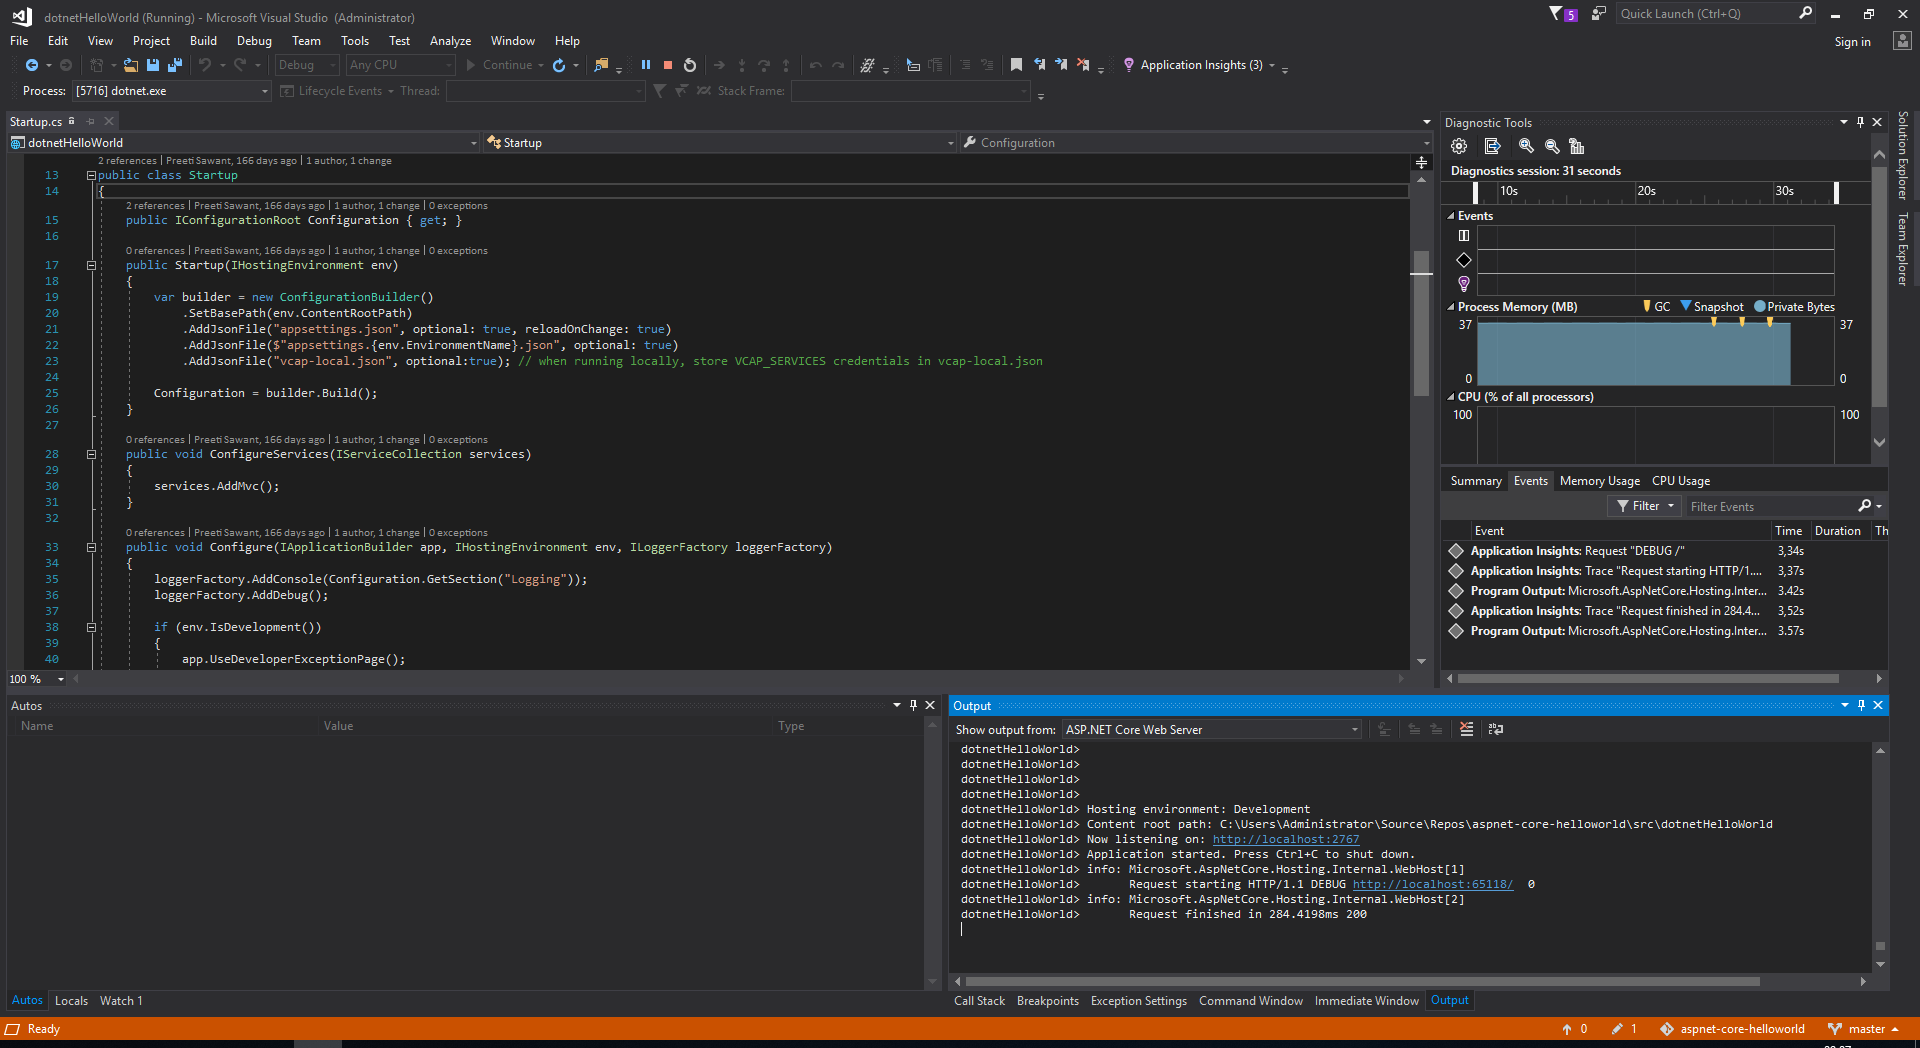 dotnetHelloWorld (Running) - Microsoft Visual Studio (Administrator)
5
Quick Launch (Ctrl+Q)
File Edit View Project Build Debug Team Tools Test Analyze Window Help
Sign in
Debug Any CPU Continue Application Insights (3)
Process: [5716] dotnet.exe Lifecycle Events Thread: Stack Frame:
Startup.cs
dotnetHelloWorld Startup Configuration
2 references | Preeti Sawant, 166 days ago | 1 author, 1 change
13 public class Startup
14 {
2 references | Preeti Sawant, 166 days ago | 1 author, 1 change | 0 exceptions
15 public IConfigurationRoot Configuration { get; }
16
0 references | Preeti Sawant, 166 days ago | 1 author, 1 change | 0 exceptions
17 public Startup(IHostingEnvironment env)
18 {
19 var builder = new ConfigurationBuilder()
20 .SetBasePath(env.ContentRootPath)
21 .AddJsonFile("appsettings.json", optional: true, reloadOnChange: true)
22 .AddJsonFile($"appsettings.{env.EnvironmentName}.json", optional: true)
23 .AddJsonFile("vcap-local.json", optional:true); // when running locally, store VCAP_SERVICES credentials in vcap-local.json
24
25 Configuration = builder.Build();
26 }
27
0 references | Preeti Sawant, 166 days ago | 1 author, 1 change | 0 exceptions
28 public void ConfigureServices(IServiceCollection services)
29 {
30 services.AddMvc();
31 }
32
0 references | Preeti Sawant, 166 days ago | 1 author, 1 change | 0 exceptions
33 public void Configure(IApplicationBuilder app, IHostingEnvironment env, ILoggerFactory loggerFactory)
34 {
35 loggerFactory.AddConsole(Configuration.GetSection("Logging"));
36 loggerFactory.AddDebug();
37
38 if (env.IsDevelopment())
39 {
40 app.UseDeveloperExceptionPage();
100 %
Diagnostic Tools
Diagnostics session: 31 seconds
10s 20s 30s
Events
Process Memory (MB) GC Snapshot Private Bytes
37 37
0 0
CPU (% of all processors)
100 100
Summary Events Memory Usage CPU Usage
Filter Filter Events
Event Time Duration Th
Application Insights: Request "DEBUG /" 3,34s
Application Insights: Trace "Request starting HTTP/1.... 3,37s
Program Output: Microsoft.AspNetCore.Hosting.Inter... 3.42s
Application Insights: Trace "Request finished in 284.4... 3,52s
Program Output: Microsoft.AspNetCore.Hosting.Inter... 3.57s
Solution Explorer
Team Explorer
Autos
Name Value Type
Autos Locals Watch 1
Output
Show output from: ASP.NET Core Web Server
dotnetHelloWorld>
dotnetHelloWorld>
dotnetHelloWorld>
dotnetHelloWorld>
dotnetHelloWorld> Hosting environment: Development
dotnetHelloWorld> Content root path: C:\Users\Administrator\Source\Repos\aspnet-core-helloworld\src\dotnetHelloWorld
dotnetHelloWorld> Now listening on: http://localhost:2767
dotnetHelloWorld> Application started. Press Ctrl+C to shut down.
dotnetHelloWorld> info: Microsoft.AspNetCore.Hosting.Internal.WebHost[1]
dotnetHelloWorld> Request starting HTTP/1.1 DEBUG http://localhost:65118/ 0
dotnetHelloWorld> info: Microsoft.AspNetCore.Hosting.Internal.WebHost[2]
dotnetHelloWorld> Request finished in 284.4198ms 200
Call Stack Breakpoints Exception Settings Command Window Immediate Window Output
Ready 0 1 aspnet-core-helloworld master